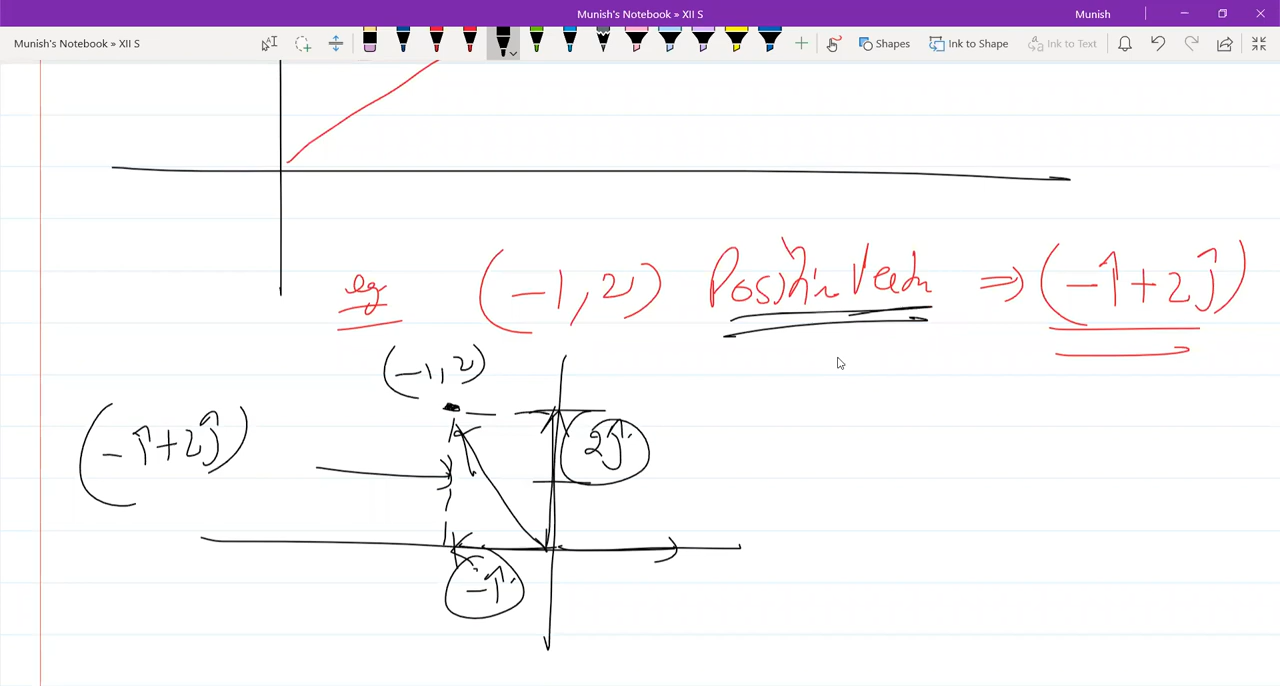 Munish's Notebook » XII S
Munish
Munish's Notebook » XII S
Shapes
Ink to Shape
Ink to Text
eg (-1, 2) Position Vector ⇒ (-î+2ĵ)
(-1, 2)
(-î+2ĵ)
2ĵ
-î